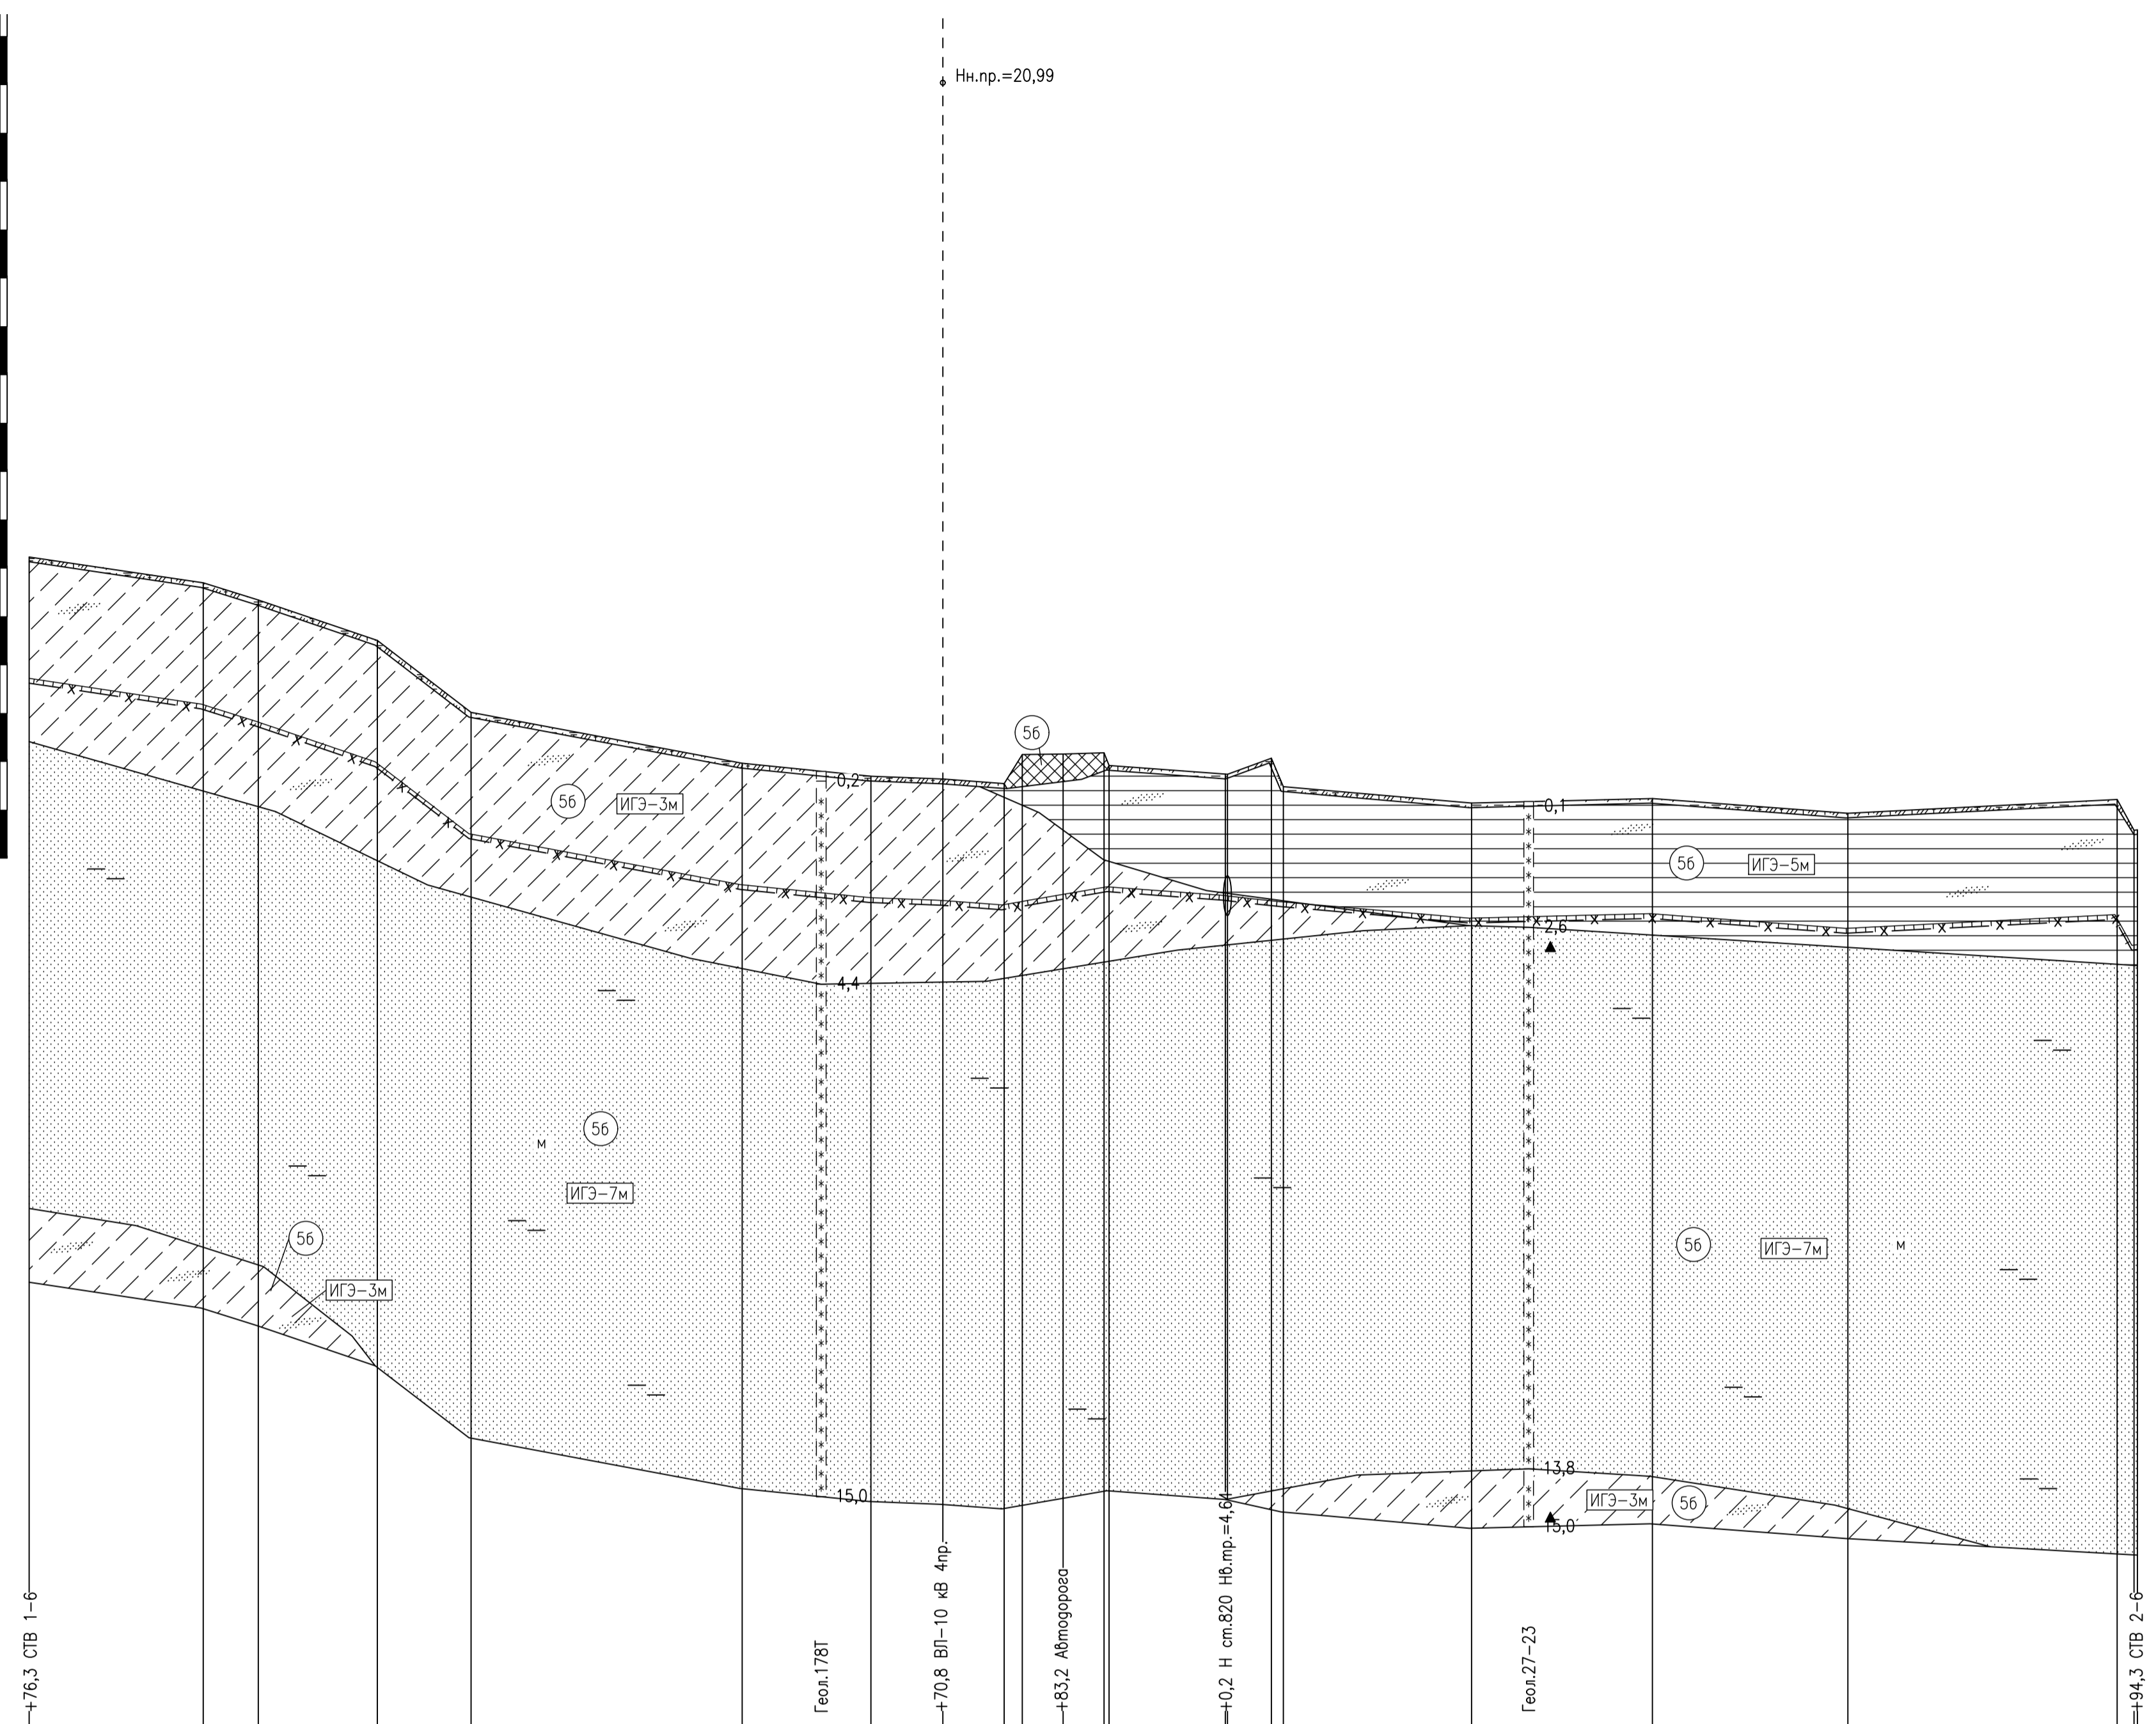 Нн.пр.=20,99
5б
0,2
5б
ИГЭ-3м
0,1
5б
ИГЭ-5м
2,6
4,4
5б
м
ИГЭ-7м
5б
5б
ИГЭ-7м
м
ИГЭ-3м
13,8
15,0
ИГЭ-3м
5б
15,0
+76,3 СТВ 1-6
Геол.178Т
+70,8 ВЛ-10 кВ 4пр.
+83,2 Автодорога
+0,2 Н ст.820 Нв.тр.=4,64
Геол.27-23
+94,3 СТВ 2-6